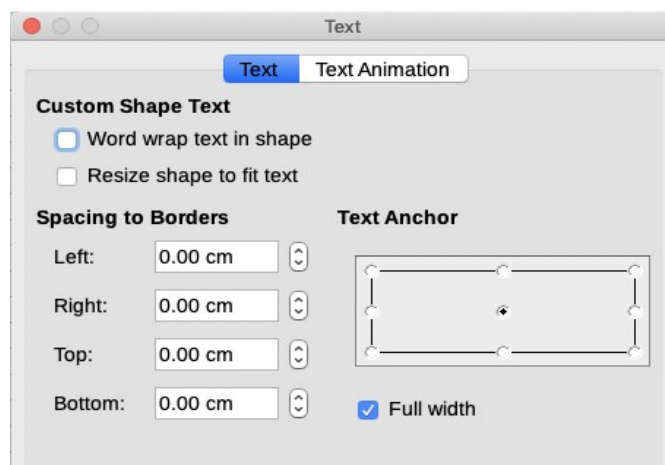 Text
Text Text Animation
Custom Shape Text
Word wrap text in shape
Resize shape to fit text
Spacing to Borders Text Anchor
Left: 0.00 cm
Right: 0.00 cm
Top: 0.00 cm
Bottom: 0.00 cm
Full width